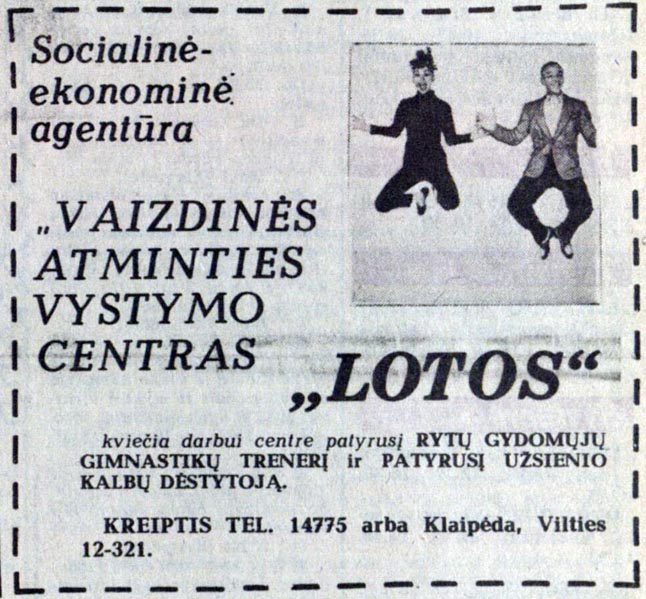 Socialinė-
ekonominė
agentūra
„VAIZDINĖS
ATMINTIES
VYSTYMO
CENTRAS
„LOTOS“
kviečia darbui centre patyrusį RYTŲ GYDOMŲJŲ
GIMNASTIKŲ TRENERĮ ir PATYRUSĮ UŽSIENIO
KALBŲ DĖSTYTOJĄ.
KREIPTIS TEL. 14775 arba Klaipėda, Vilties
12-321.